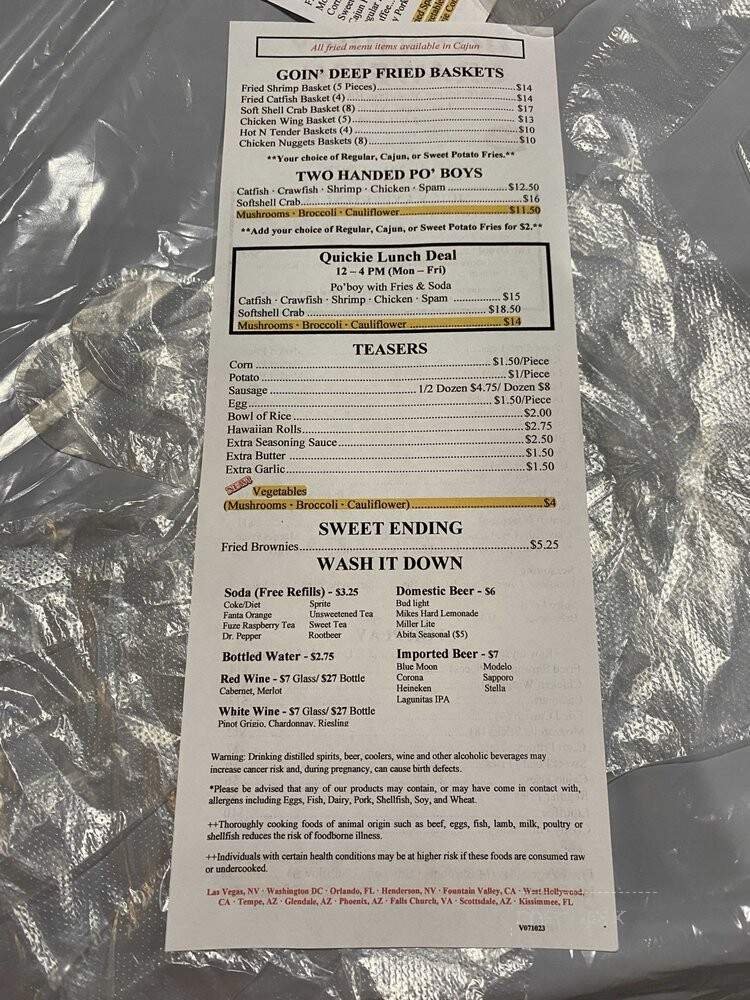 All fried menu items available in Cajun
GOIN' DEEP FRIED BASKETS
Fried Shrimp Basket (5 Pieces)...$14
Fried Catfish Basket (4)...$14
Soft Shell Crab Basket (8)...$17
Chicken Wing Basket (5)...$13
Hot N Tender Baskets (4)...$10
Chicken Nuggets Baskets (8)...$10
**Your choice of Regular, Cajun, or Sweet Potato Fries.**
TWO HANDED PO' BOYS
Catfish · Crawfish · Shrimp · Chicken · Spam...$12.50
Softshell Crab...$16
Mushrooms · Broccoli · Cauliflower...$11.50
**Add your choice of Regular, Cajun, or Sweet Potato Fries for $2.**
Quickie Lunch Deal
12 – 4 PM (Mon – Fri)
Po'boy with Fries & Soda
Catfish · Crawfish · Shrimp · Chicken · Spam...$15
Softshell Crab...$18.50
Mushrooms · Broccoli · Cauliflower...$14
TEASERS
Corn...$1.50/Piece
Potato...$1/Piece
Sausage...1/2 Dozen $4.75/ Dozen $8
Egg...$1.50/Piece
Bowl of Rice...$2.00
Hawaiian Rolls...$2.75
Extra Seasoning Sauce...$2.50
Extra Butter...$1.50
Extra Garlic...$1.50
NEW
Vegetables
(Mushrooms · Broccoli · Cauliflower)...$4
SWEET ENDING
Fried Brownies...$5.25
WASH IT DOWN
Soda (Free Refills) - $3.25
Coke/Diet Sprite
Fanta Orange Unsweetened Tea
Fuze Raspberry Tea Sweet Tea
Dr. Pepper Rootbeer
Bottled Water - $2.75
Red Wine - $7 Glass/ $27 Bottle
Cabernet, Merlot
White Wine - $7 Glass/ $27 Bottle
Pinot Grigio, Chardonnay, Riesling
Domestic Beer - $6
Bud light
Mikes Hard Lemonade
Miller Lite
Abita Seasonal ($5)
Imported Beer - $7
Blue Moon Modelo
Corona Sapporo
Heineken Stella
Lagunitas IPA
Warning: Drinking distilled spirits, beer, coolers, wine and other alcoholic beverages may
increase cancer risk and, during pregnancy, can cause birth defects.
*Please be advised that any of our products may contain, or may have come in contact with,
allergens including Eggs, Fish, Dairy, Pork, Shellfish, Soy, and Wheat.
++Thoroughly cooking foods of animal origin such as beef, eggs, fish, lamb, milk, poultry or
shellfish reduces the risk of foodborne illness.
++Individuals with certain health conditions may be at higher risk if these foods are consumed raw
or undercooked.
Las Vegas, NV · Washington DC · Orlando, FL · Henderson, NV · Fountain Valley, CA · West Hollywood,
CA · Tempe, AZ · Glendale, AZ · Phoenix, AZ · Falls Church, VA · Scottsdale, AZ · Kissimmee, FL
V071023